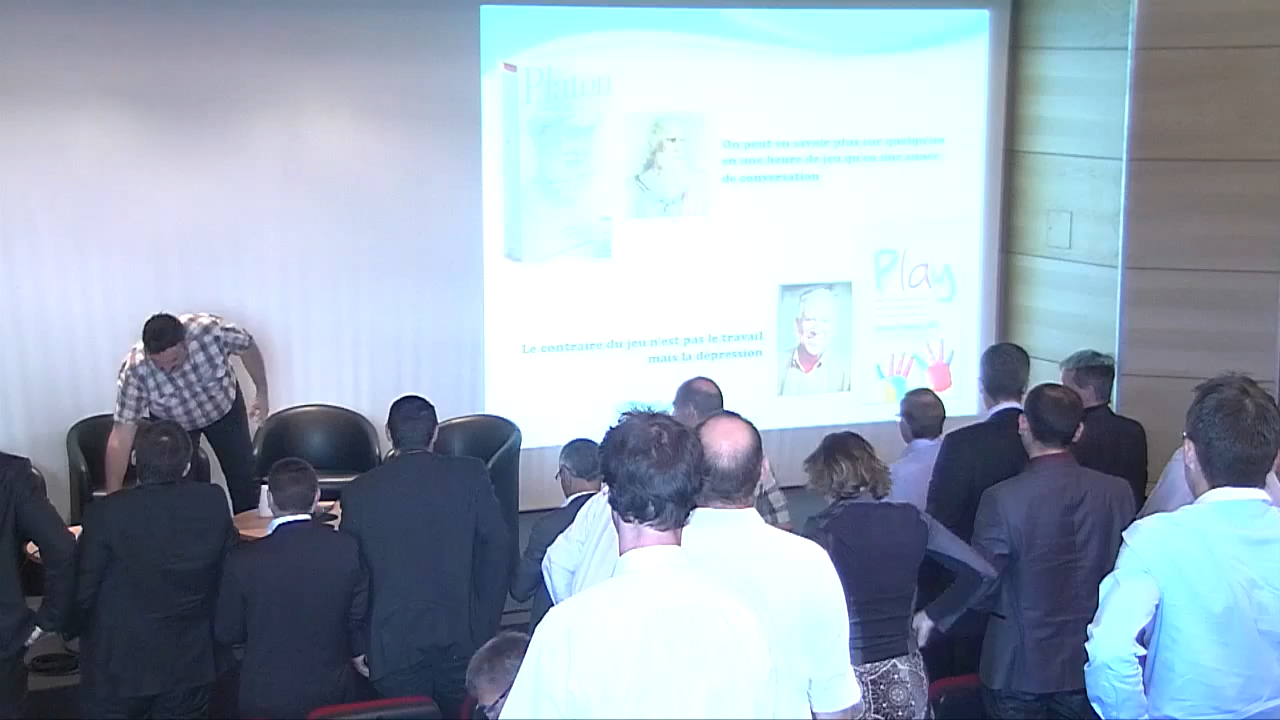 Platon
On peut en savoir plus sur quelqu'un
en une heure de jeu qu'en une année
de conversation
Play
Le contraire du jeu n'est pas le travail
mais la dépression